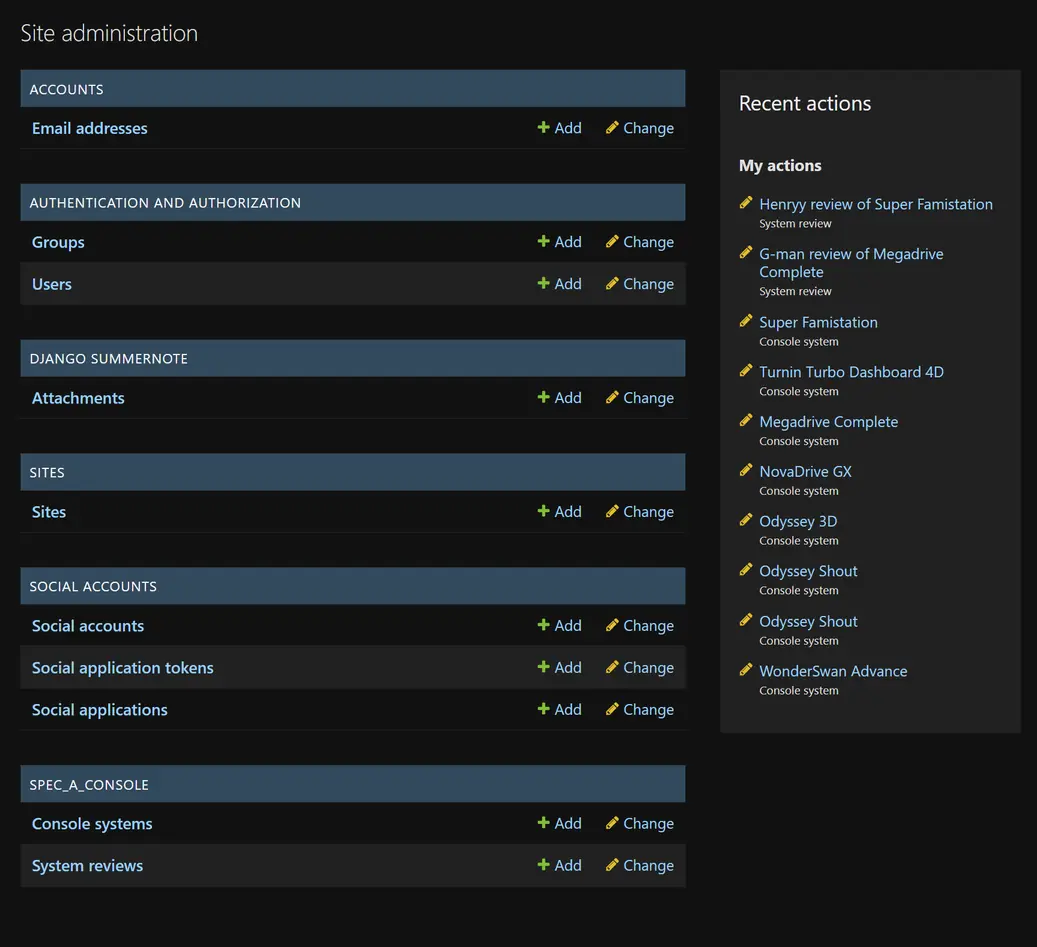 Site administration
ACCOUNTS
Email addresses Add Change
AUTHENTICATION AND AUTHORIZATION
Groups Add Change
Users Add Change
DJANGO SUMMERNOTE
Attachments Add Change
SITES
Sites Add Change
SOCIAL ACCOUNTS
Social accounts Add Change
Social application tokens Add Change
Social applications Add Change
SPEC_A_CONSOLE
Console systems Add Change
System reviews Add Change
Recent actions
My actions
Henryy review of Super Famistation
System review
G-man review of Megadrive
Complete
System review
Super Famistation
Console system
Turnin Turbo Dashboard 4D
Console system
Megadrive Complete
Console system
NovaDrive GX
Console system
Odyssey 3D
Console system
Odyssey Shout
Console system
Odyssey Shout
Console system
WonderSwan Advance
Console system